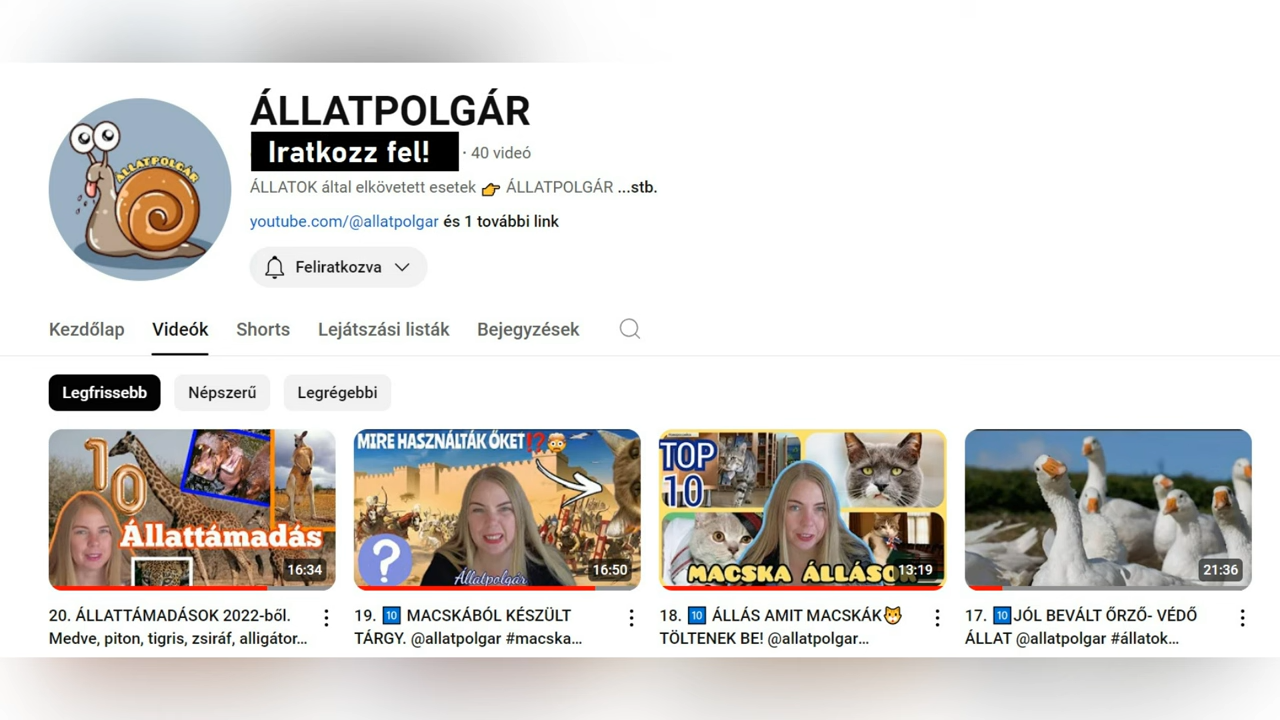 ÁLLATPOLGÁR
ÁLLATPOLGÁR
Iratkozz fel! · 40 videó
ÁLLATOK által elkövetett esetek 👉 ÁLLATPOLGÁR ...stb.
youtube.com/@allatpolgar és 1 további link
Feliratkozva
Kezdőlap Videók Shorts Lejátszási listák Bejegyzések
Legfrissebb Népszerű Legrégebbi
10
Állattámadás
16:34
MIRE HASZNÁLTÁK ŐKET⁉️🤯
?
Állatpolgár
16:50
TOP
10
MACSKA ÁLLÁSO
13:19
21:36
20. ÁLLATTÁMADÁSOK 2022-ből.
Medve, piton, tigris, zsiráf, alligátor...
19. 🔟 MACSKÁBÓL KÉSZÜLT
TÁRGY. @allatpolgar #macska...
18. 🔟 ÁLLÁS AMIT MACSKÁK🐱
TÖLTENEK BE! @allatpolgar...
17. 🔟JÓL BEVÁLT ŐRZŐ- VÉDŐ
ÁLLAT @allatpolgar #állatok...